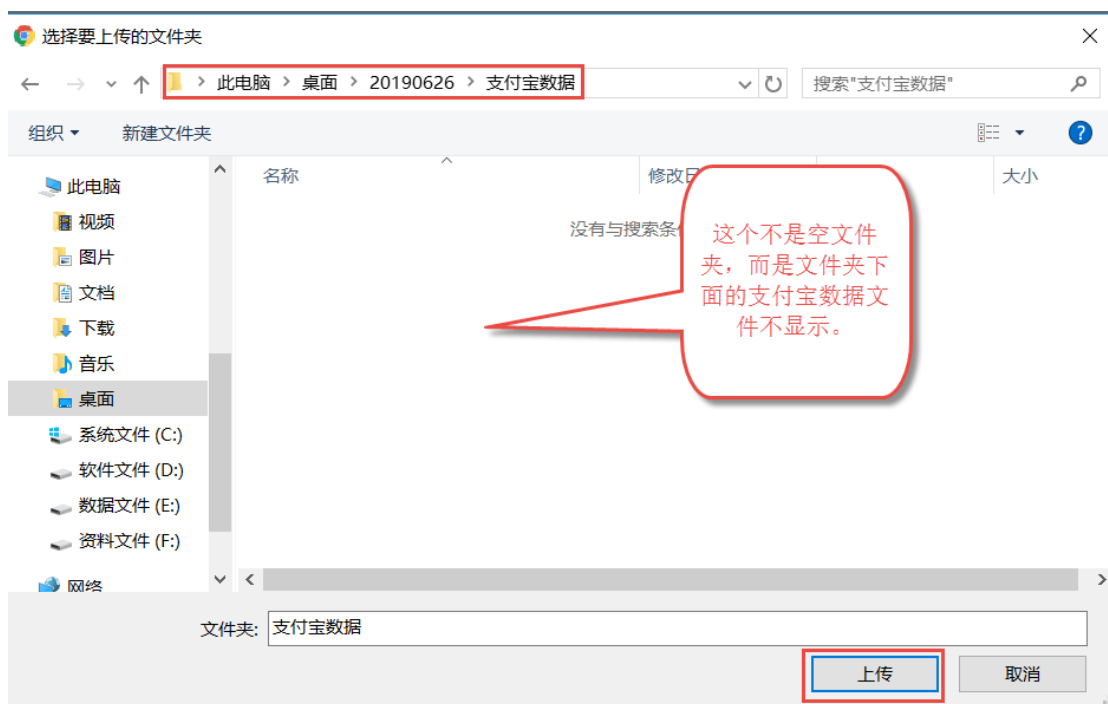 选择要上传的文件夹
此电脑 > 桌面 > 20190626 > 支付宝数据
搜索"支付宝数据"
组织 新建文件夹
名称 修改日 大小
没有与搜索条
这个不是空文件
夹，而是文件夹下
面的支付宝数据文
件不显示。
此电脑
视频
图片
文档
下载
音乐
桌面
系统文件 (C:)
软件文件 (D:)
数据文件 (E:)
资料文件 (F:)
网络
文件夹: 支付宝数据
上传 取消